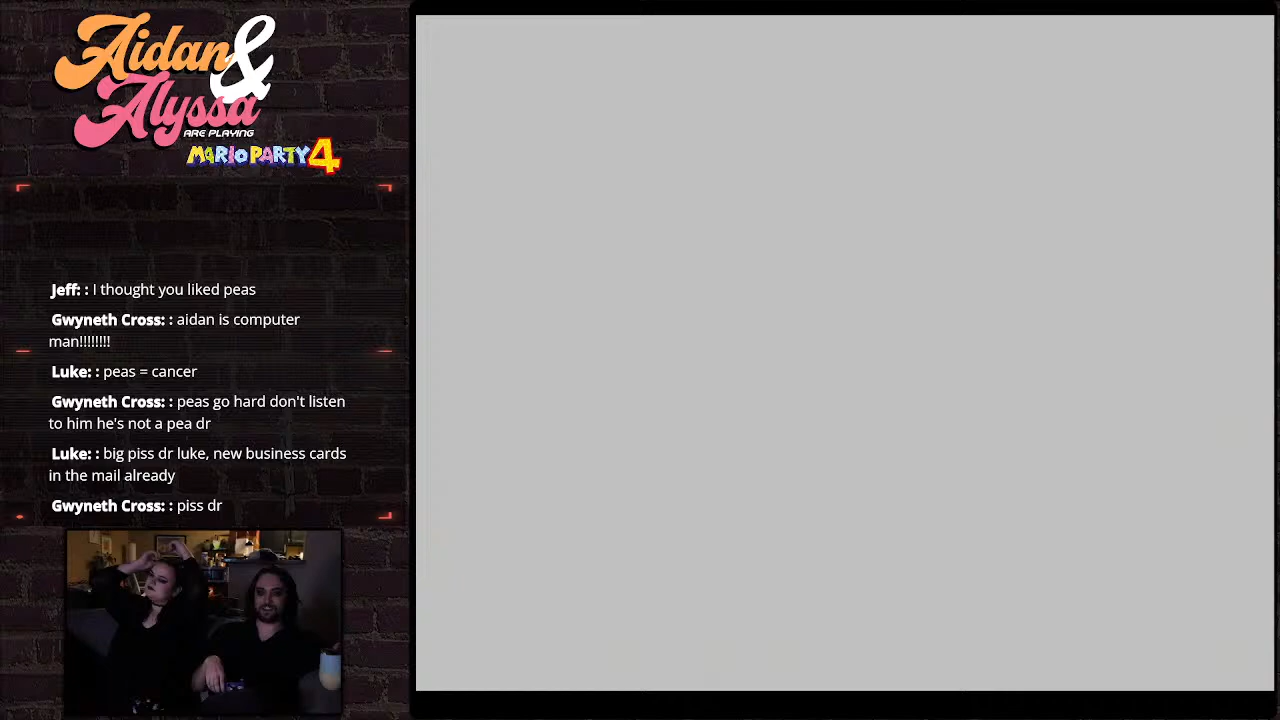 Aidan &
Alyssa
ARE PLAYING
MARIO PARTY 4
Jeff: : I thought you liked peas
Gwyneth Cross: : aidan is computer
man!!!!!!!!
Luke: : peas = cancer
Gwyneth Cross: : peas go hard don't listen
to him he's not a pea dr
Luke: : big piss dr luke, new business cards
in the mail already
Gwyneth Cross: : piss dr